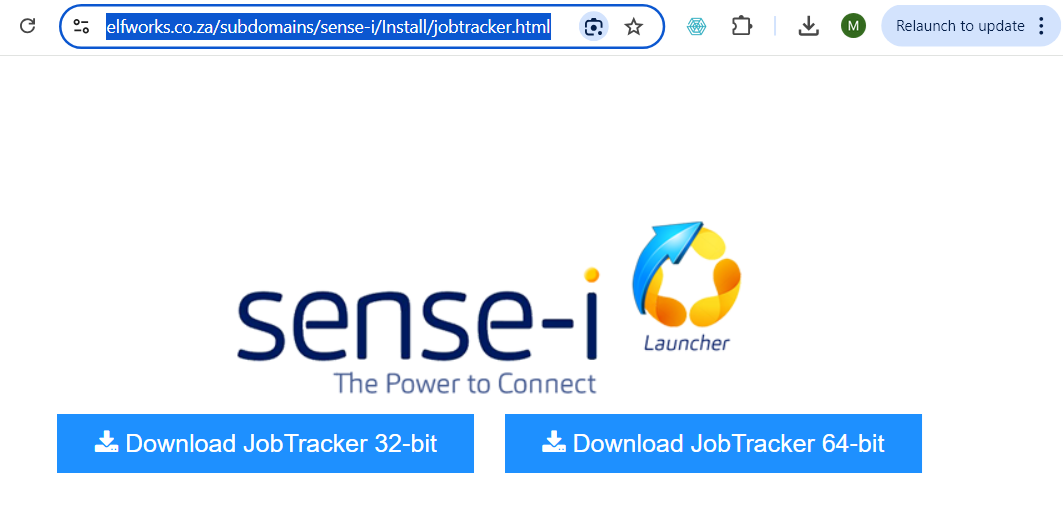 elfworks.co.za/subdomains/sense-i/Install/jobtracker.html
M
Relaunch to update
sense-i
Launcher
The Power to Connect
Download JobTracker 32-bit
Download JobTracker 64-bit